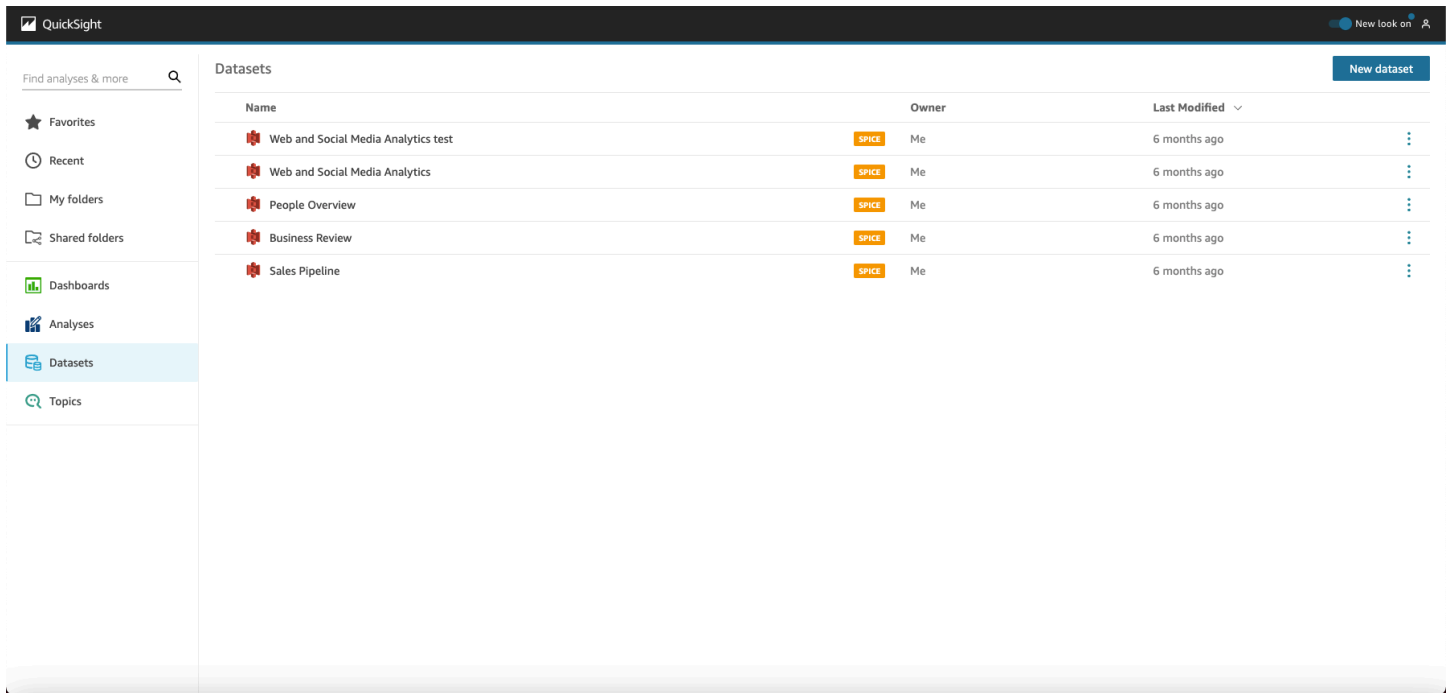 QuickSight
New look on
Find analyses & more
Favorites
Recent
My folders
Shared folders
Dashboards
Analyses
Datasets
Topics
Datasets
New dataset
Name Owner Last Modified
Web and Social Media Analytics test SPICE Me 6 months ago
Web and Social Media Analytics SPICE Me 6 months ago
People Overview SPICE Me 6 months ago
Business Review SPICE Me 6 months ago
Sales Pipeline SPICE Me 6 months ago